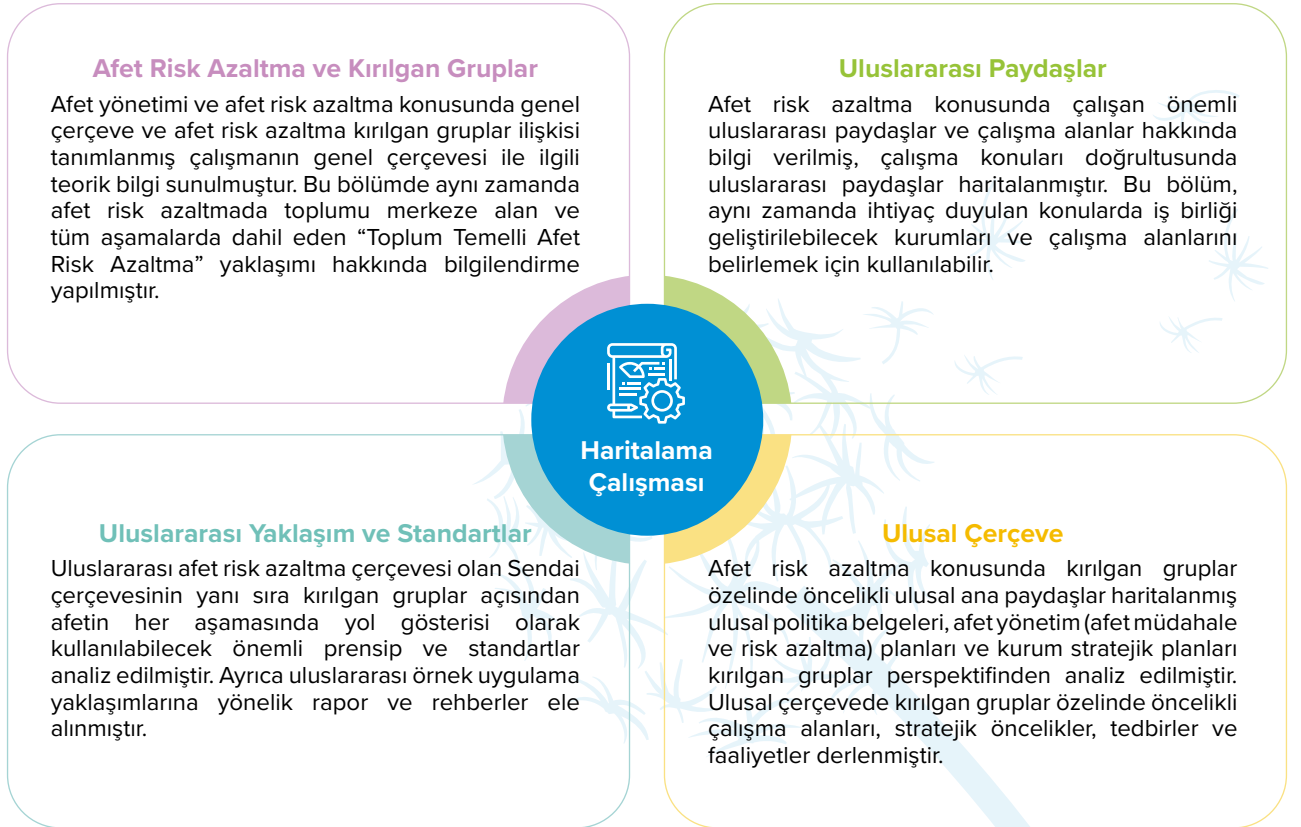 Afet Risk Azaltma ve Kırılgan Gruplar
Afet yönetimi ve afet risk azaltma konusunda genel
çerçeve ve afet risk azaltma kırılgan gruplar ilişkisi
tanımlanmış çalışmanın genel çerçevesi ile ilgili
teorik bilgi sunulmuştur. Bu bölümde aynı zamanda
afet risk azaltmada toplumu merkeze alan ve
tüm aşamalarda dahil eden “Toplum Temelli Afet
Risk Azaltma” yaklaşımı hakkında bilgilendirme
yapılmıştır.
Uluslararası Paydaşlar
Afet risk azaltma konusunda çalışan önemli
uluslararası paydaşlar ve çalışma alanlar hakkında
bilgi verilmiş, çalışma konuları doğrultusunda
uluslararası paydaşlar haritalanmıştır. Bu bölüm,
aynı zamanda ihtiyaç duyulan konularda iş birliği
geliştirilebilecek kurumları ve çalışma alanlarını
belirlemek için kullanılabilir.
Haritalama
Çalışması
Uluslararası Yaklaşım ve Standartlar
Uluslararası afet risk azaltma çerçevesi olan Sendai
çerçevesinin yanı sıra kırılgan gruplar açısından
afetin her aşamasında yol gösterisi olarak
kullanılabilecek önemli prensip ve standartlar
analiz edilmiştir. Ayrıca uluslararası örnek uygulama
yaklaşımlarına yönelik rapor ve rehberler ele
alınmıştır.
Ulusal Çerçeve
Afet risk azaltma konusunda kırılgan gruplar
özelinde öncelikli ulusal ana paydaşlar haritalanmış
ulusal politika belgeleri, afet yönetim (afet müdahale
ve risk azaltma) planları ve kurum stratejik planları
kırılgan gruplar perspektifinden analiz edilmiştir.
Ulusal çerçevede kırılgan gruplar özelinde öncelikli
çalışma alanları, stratejik öncelikler, tedbirler ve
faaliyetler derlenmiştir.